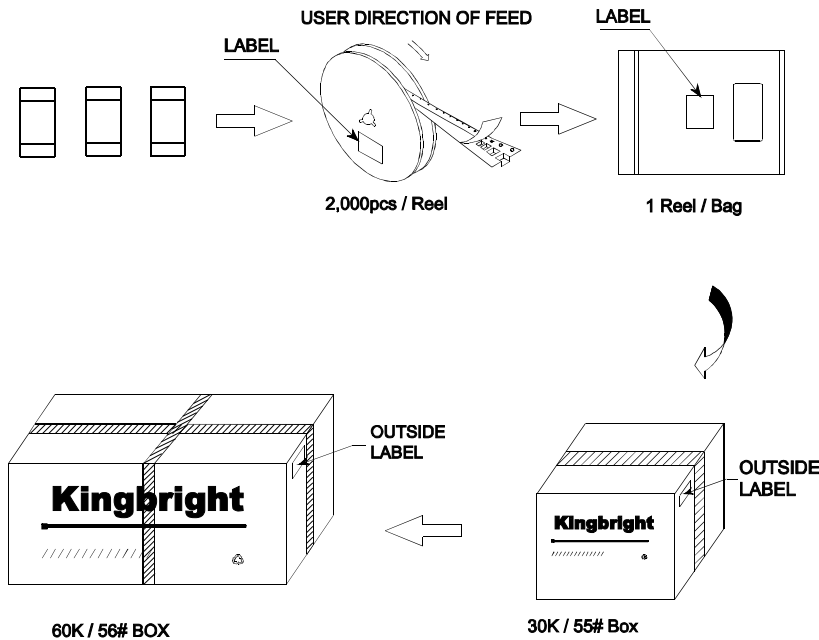 USER DIRECTION OF FEED
LABEL
LABEL
2,000pcs / Reel
1 Reel / Bag
OUTSIDE
LABEL
Kingbright
60K / 56# BOX
OUTSIDE
LABEL
Kingbright
30K / 55# Box